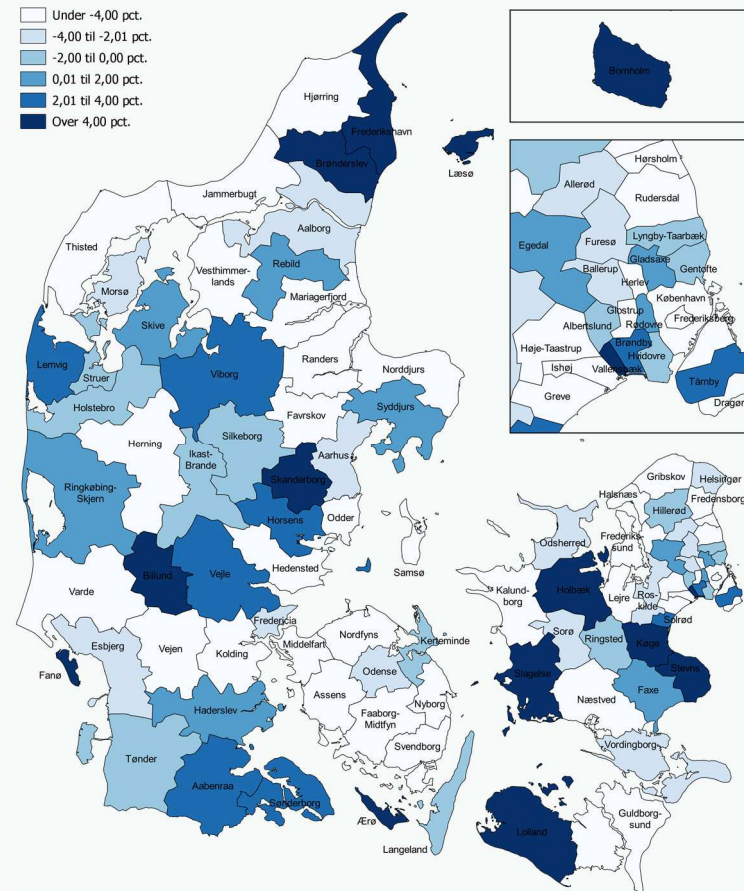 Under -4,00 pct.
-4,00 til -2,01 pct.
-2,00 til 0,00 pct.
0,01 til 2,00 pct.
2,01 til 4,00 pct.
Over 4,00 pct.
Hjørring
Frederikshavn
Brønderslev
Læsø
Jammerbugt
Thisted
Aalborg
Vesthimmer-
lands
Rebild
Morsø
Mariagerfjord
Skive
Lemvig
Struer
Viborg
Randers
Norddjurs
Holstebro
Favrskov
Syddjurs
Herning
Silkeborg
Ikast-
Brande
Aarhus
Skanderborg
Ringkøbing-
Skjern
Horsens
Odder
Billund
Vejle
Hedensted
Samsø
Varde
Fredericia
Esbjerg
Vejen
Kolding
Middelfart
Nordfyns
Kerteminde
Fanø
Odense
Assens
Nyborg
Haderslev
Faaborg-
Midtfyn
Tønder
Svendborg
Aabenraa
Sønderborg
Ærø
Langeland
Bornholm
Hørsholm
Allerød
Rudersdal
Egedal
Furesø
Lyngby-Taarbæk
Gladsaxe
Ballerup
Gentofte
Herlev
København
Glostrup
Frederiksberg
Albertslund
Rødovre
Brøndby
Høje-Taastrup
Hvidovre
Ishøj
Vallensbæk
Tårnby
Greve
Dragør
Gribskov
Helsingør
Halsnæs
Fredensborg
Hillerød
Odsherred
Frederiks-
sund
Kalund-
borg
Holbæk
Lejre
Ros-
kilde
Solrød
Sorø
Ringsted
Køge
Stevns
Slagelse
Faxe
Næstved
Vordingborg
Lolland
Guldborg-
sund